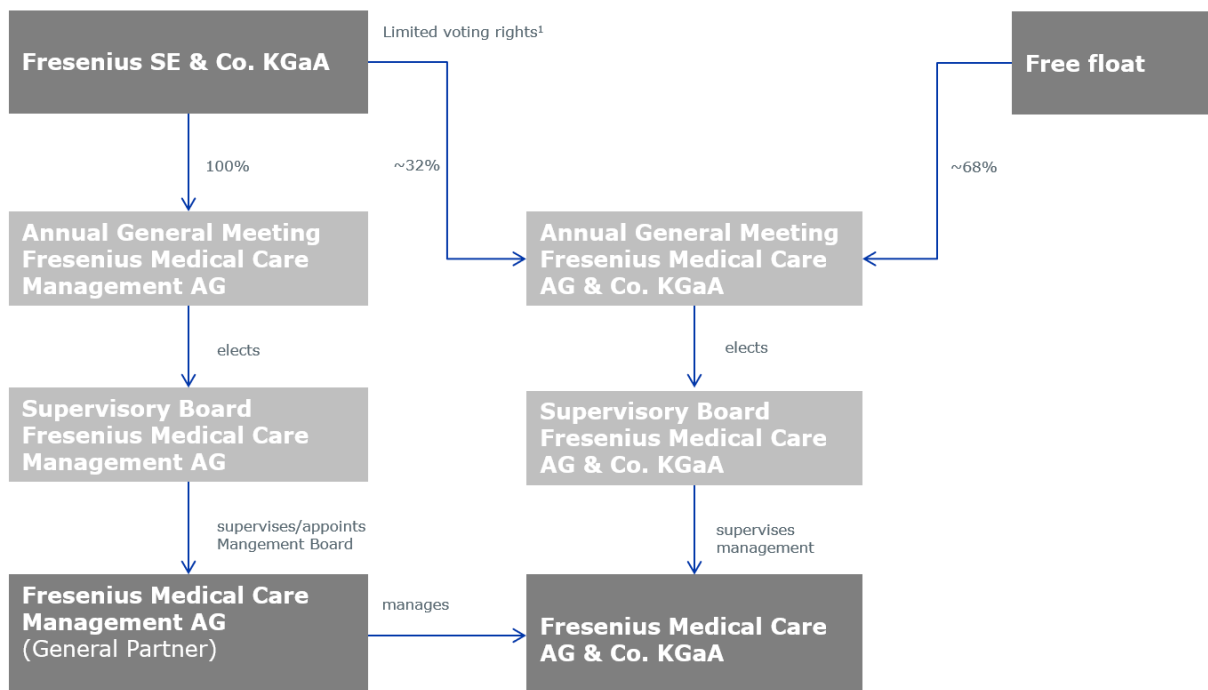 Fresenius SE & Co. KGaA
Limited voting rights¹
Free float
100%
~32%
~68%
Annual General Meeting
Fresenius Medical Care
Management AG
Annual General Meeting
Fresenius Medical Care
AG & Co. KGaA
elects
elects
Supervisory Board
Fresenius Medical Care
Management AG
Supervisory Board
Fresenius Medical Care
AG & Co. KGaA
supervises/appoints
Mangement Board
supervises
management
Fresenius Medical Care
Management AG
(General Partner)
manages
Fresenius Medical Care
AG & Co. KGaA